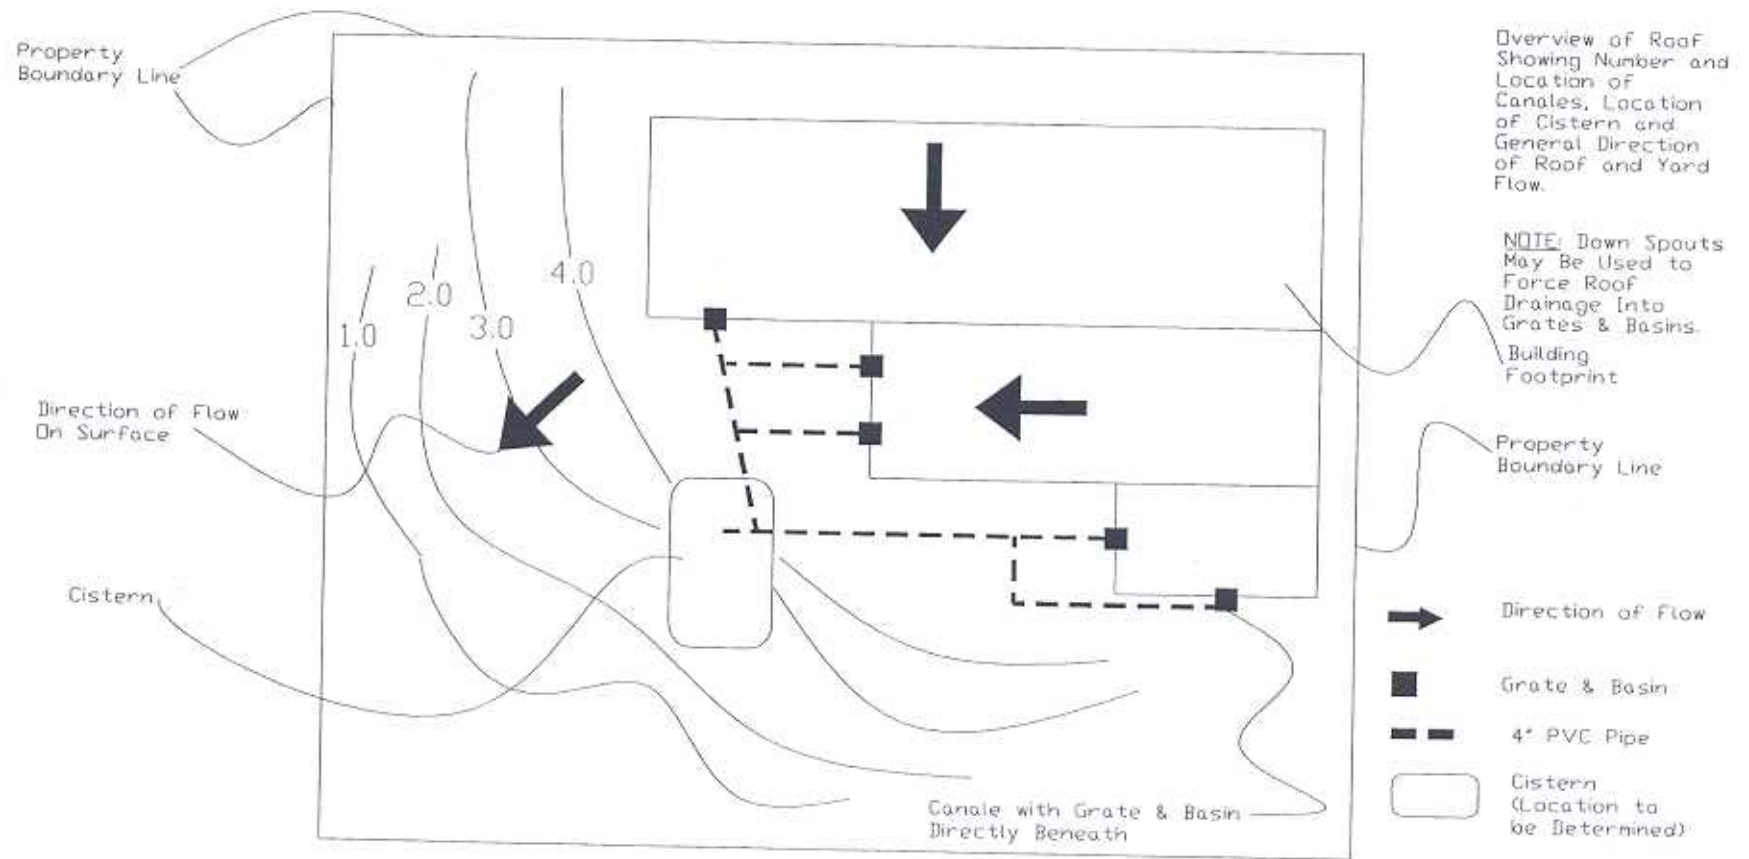 Property
Boundary Line
Overview of Roof
Showing Number and
Location of
Canales, Location
of Cistern and
General Direction
of Roof and Yard
Flow.
NOTE: Down Spouts
May Be Used to
Force Roof
Drainage Into
Grates & Basins.
Building
Footprint
4.0
2.0
3.0
1.0
Direction of Flow
On Surface
Property
Boundary Line
Cistern
Direction of Flow
Grate & Basin
4" PVC Pipe
Cistern
(Location to
be Determined)
Canale with Grate & Basin
Directly Beneath